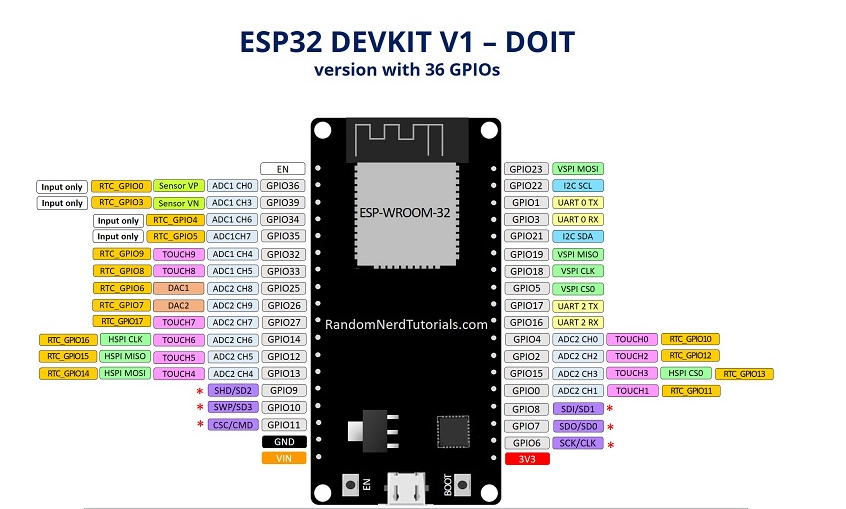 ESP32 DEVKIT V1 – DOIT
version with 36 GPIOs
EN
Input only RTC_GPIO0 Sensor VP ADC1 CH0 GPIO36
Input only RTC_GPIO3 Sensor VN ADC1 CH3 GPIO39
Input only RTC_GPIO4 ADC1 CH6 GPIO34
Input only RTC_GPIO5 ADC1CH7 GPIO35
RTC_GPIO9 TOUCH9 ADC1 CH4 GPIO32
RTC_GPIO8 TOUCH8 ADC1 CH5 GPIO33
RTC_GPIO6 DAC1 ADC2 CH8 GPIO25
RTC_GPIO7 DAC2 ADC2 CH9 GPIO26
RTC_GPIO17 TOUCH7 ADC2 CH7 GPIO27
RTC_GPIO16 HSPI CLK TOUCH6 ADC2 CH6 GPIO14
RTC_GPIO15 HSPI MISO TOUCH5 ADC2 CH5 GPIO12
RTC_GPIO14 HSPI MOSI TOUCH4 ADC2 CH4 GPIO13
* SHD/SD2 GPIO9
* SWP/SD3 GPIO10
* CSC/CMD GPIO11
GND
VIN
ESP-WROOM-32
RandomNerdTutorials.com
EN
BOOT
GPIO23 VSPI MOSI
GPIO22 I2C SCL
GPIO1 UART 0 TX
GPIO3 UART 0 RX
GPIO21 I2C SDA
GPIO19 VSPI MISO
GPIO18 VSPI CLK
GPIO5 VSPI CS0
GPIO17 UART 2 TX
GPIO16 UART 2 RX
GPIO4 ADC2 CH0 TOUCH0 RTC_GPIO10
GPIO2 ADC2 CH2 TOUCH2 RTC_GPIO12
GPIO15 ADC2 CH3 TOUCH3 HSPI CS0 RTC_GPIO13
GPIO0 ADC2 CH1 TOUCH1 RTC_GPIO11
GPIO8 SDI/SD1 *
GPIO7 SDO/SD0 *
GPIO6 SCK/CLK *
3V3